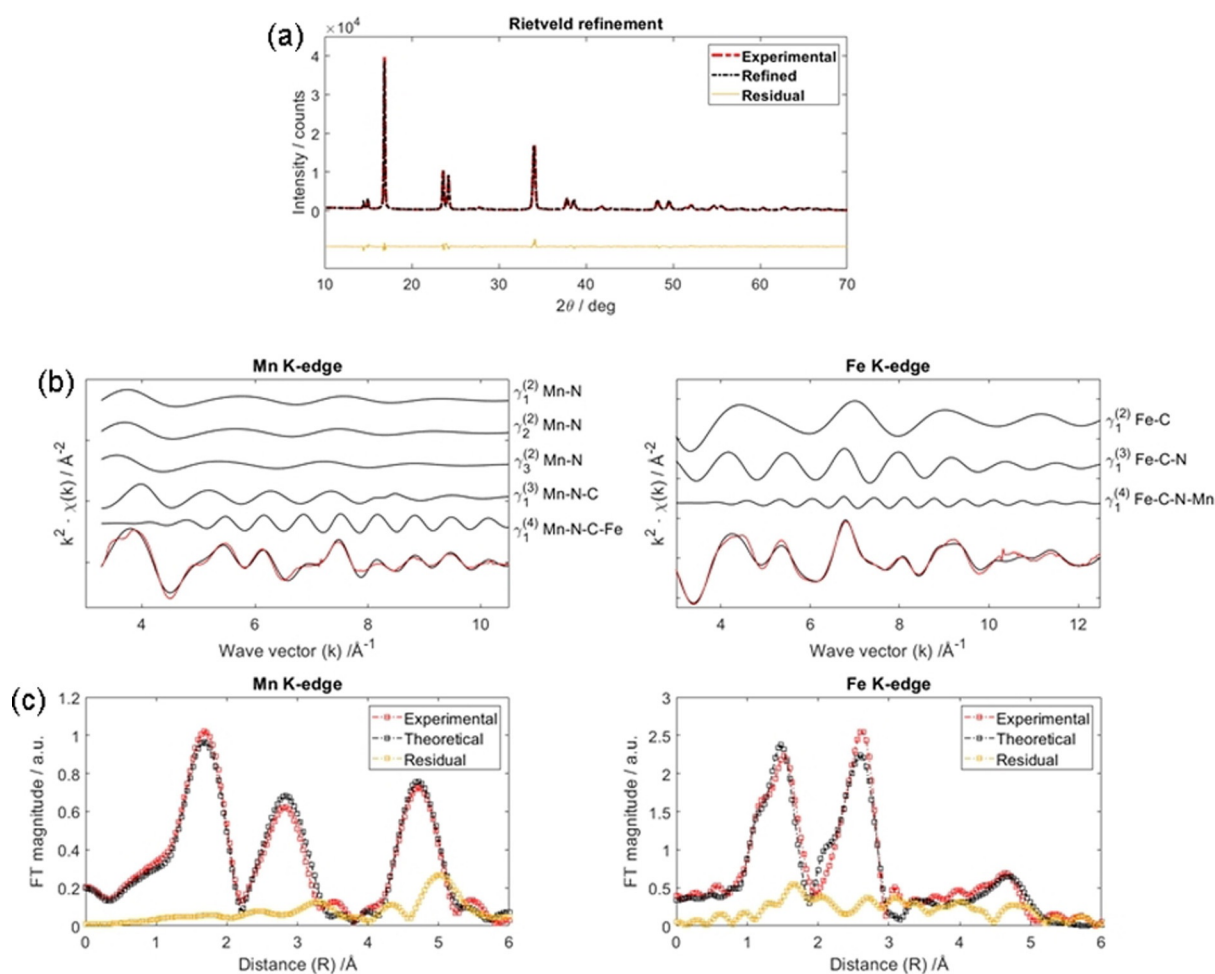 (a)
Rietveld refinement
×10⁴
Experimental
Refined
Residual
Intensity / counts
4
3
2
1
0
10 20 30 40 50 60 70
2θ / deg
(b)
Mn K-edge
γ₁⁽²⁾ Mn-N
γ₂⁽²⁾ Mn-N
γ₃⁽²⁾ Mn-N
γ₁⁽³⁾ Mn-N-C
γ₁⁽⁴⁾ Mn-N-C-Fe
k² · χ(k) / Å⁻²
4 6 8 10
Wave vector (k) /Å⁻¹
Fe K-edge
γ₁⁽²⁾ Fe-C
γ₁⁽³⁾ Fe-C-N
γ₁⁽⁴⁾ Fe-C-N-Mn
k² · χ(k) / Å⁻²
4 6 8 10 12
Wave vector (k) /Å⁻¹
(c)
Mn K-edge
Experimental
Theoretical
Residual
FT magnitude / a.u.
1.2
1
0.8
0.6
0.4
0.2
0
0 1 2 3 4 5 6
Distance (R) /Å
Fe K-edge
Experimental
Theoretical
Residual
FT magnitude / a.u.
3
2.5
2
1.5
1
0.5
0
0 1 2 3 4 5 6
Distance (R) /Å